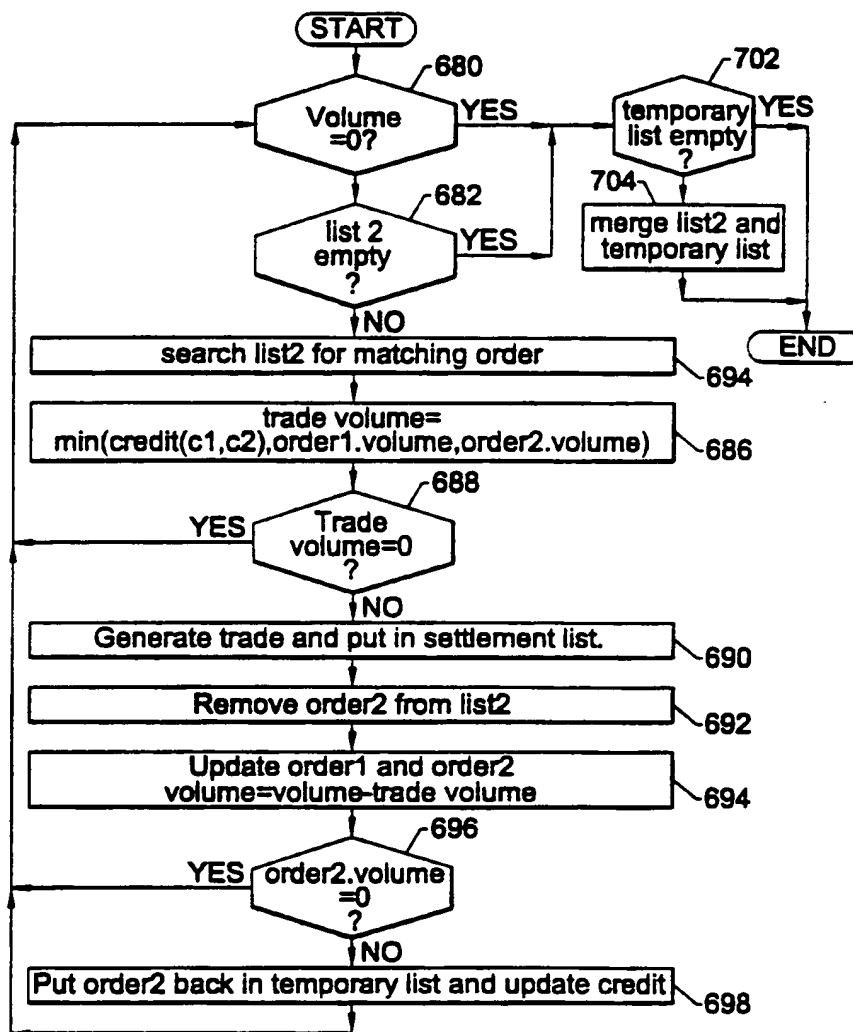 START
680
Volume
=0?
YES
702
temporary
list empty
?
YES
682
list 2
empty
?
YES
704
merge list2 and
temporary list
NO
END
search list2 for matching order
694
trade volume=
min(credit(c1,c2),order1.volume,order2.volume)
686
688
Trade
volume=0
?
YES
NO
Generate trade and put in settlement list.
690
Remove order2 from list2
692
Update order1 and order2
volume=volume-trade volume
694
696
order2.volume
=0
?
YES
NO
Put order2 back in temporary list and update credit
698